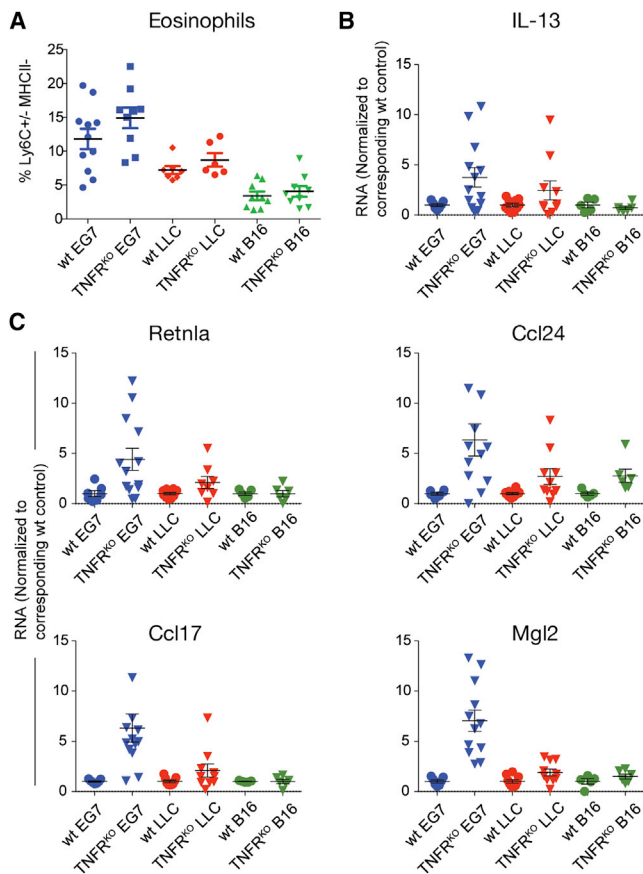 A
Eosinophils
% Ly6C+/- MHCII-
25
20
15
10
5
0
wt EG7
TNFRᴷᴼ EG7
wt LLC
TNFRᴷᴼ LLC
wt B16
TNFRᴷᴼ B16
B
IL-13
RNA (Normalized to
corresponding wt control)
15
10
5
0
wt EG7
TNFRᴷᴼ EG7
wt LLC
TNFRᴷᴼ LLC
wt B16
TNFRᴷᴼ B16
C
RNA (Normalized to
corresponding wt control)
Retnla
15
10
5
0
wt EG7
TNFRᴷᴼ EG7
wt LLC
TNFRᴷᴼ LLC
wt B16
TNFRᴷᴼ B16
Ccl24
15
10
5
0
wt EG7
TNFRᴷᴼ EG7
wt LLC
TNFRᴷᴼ LLC
wt B16
TNFRᴷᴼ B16
Ccl17
15
10
5
0
wt EG7
TNFRᴷᴼ EG7
wt LLC
TNFRᴷᴼ LLC
wt B16
TNFRᴷᴼ B16
Mgl2
15
10
5
0
wt EG7
TNFRᴷᴼ EG7
wt LLC
TNFRᴷᴼ LLC
wt B16
TNFRᴷᴼ B16